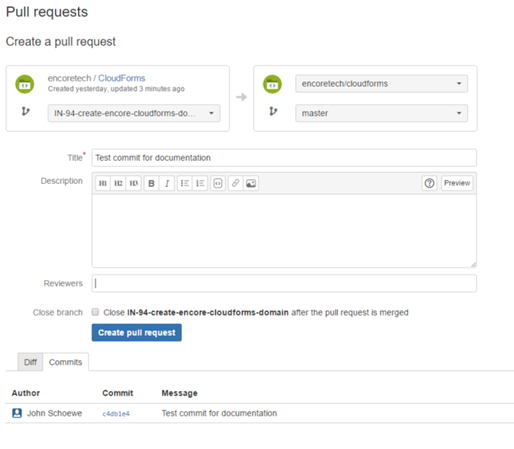 Pull requests
Create a pull request
encoretech / CloudForms
Created yesterday, updated 3 minutes ago
IN-94-create-encore-cloudforms-do...
encoretech/cloudforms
master
Title*
Test commit for documentation
Description
H1 H2 H3 B I
Preview
Reviewers
Close branch
Close IN-94-create-encore-cloudforms-domain after the pull request is merged
Create pull request
Diff Commits
Author Commit Message
John Schoewe c4db1e4 Test commit for documentation